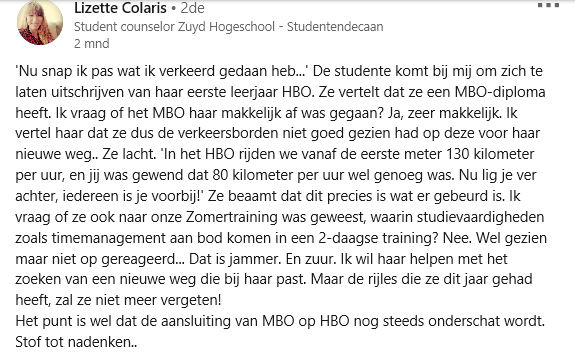 Lizette Colaris • 2de
Student counselor Zuyd Hogeschool - Studentendecaan
2 mnd
'Nu snap ik pas wat ik verkeerd gedaan heb...' De studente komt bij mij om zich te
laten uitschrijven van haar eerste leerjaar HBO. Ze vertelt dat ze een MBO-diploma
heeft. Ik vraag of het MBO haar makkelijk af was gegaan? Ja, zeer makkelijk. Ik
vertel haar dat ze dus de verkeersborden niet goed gezien had op deze voor haar
nieuwe weg.. Ze lacht. 'In het HBO rijden we vanaf de eerste meter 130 kilometer
per uur, en jij was gewend dat 80 kilometer per uur wel genoeg was. Nu lig je ver
achter, iedereen is je voorbij!' Ze beaamt dat dit precies is wat er gebeurd is. Ik
vraag of ze ook naar onze Zomertraining was geweest, waarin studievaardigheden
zoals timemanagement aan bod komen in een 2-daagse training? Nee. Wel gezien
maar niet op gereageerd... Dat is jammer. En zuur. Ik wil haar helpen met het
zoeken van een nieuwe weg die bij haar past. Maar de rijles die ze dit jaar gehad
heeft, zal ze niet meer vergeten!
Het punt is wel dat de aansluiting van MBO op HBO nog steeds onderschat wordt.
Stof tot nadenken..